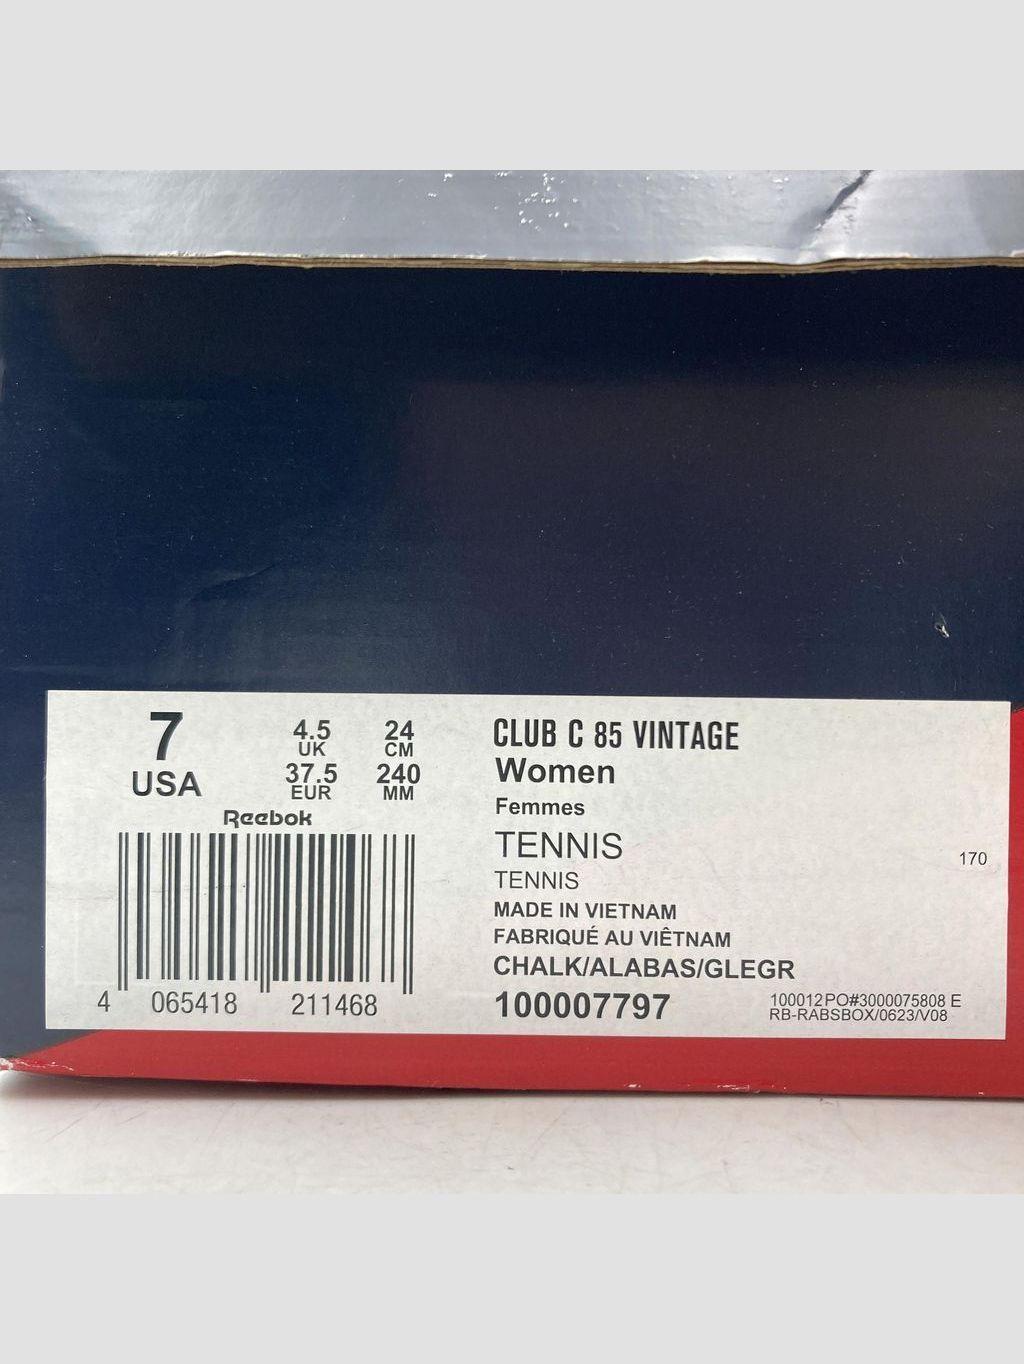 7
USA
4.5
UK
24
CM
37.5
EUR
240
MM
Reebok
4 065418 211468
CLUB C 85 VINTAGE
Women
Femmes
TENNIS
TENNIS
170
MADE IN VIETNAM
FABRIQUÉ AU VIÊTNAM
CHALK/ALABAS/GLEGR
100007797
100012PO#3000075808 E
RB-RABSBOX/0623/V08